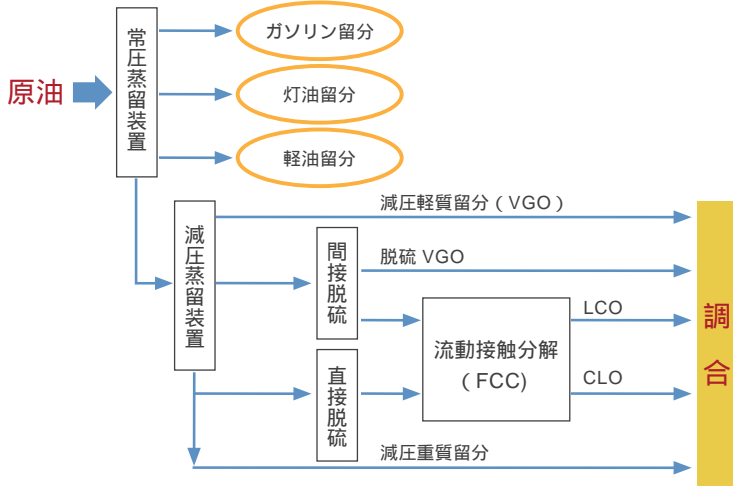 原油
常圧蒸留装置
ガソリン留分
灯油留分
軽油留分
減圧蒸留装置
減圧軽質留分（VGO）
間接脱硫
脱硫 VGO
流動接触分解
（FCC)
LCO
CLO
直接脱硫
減圧重質留分
調合